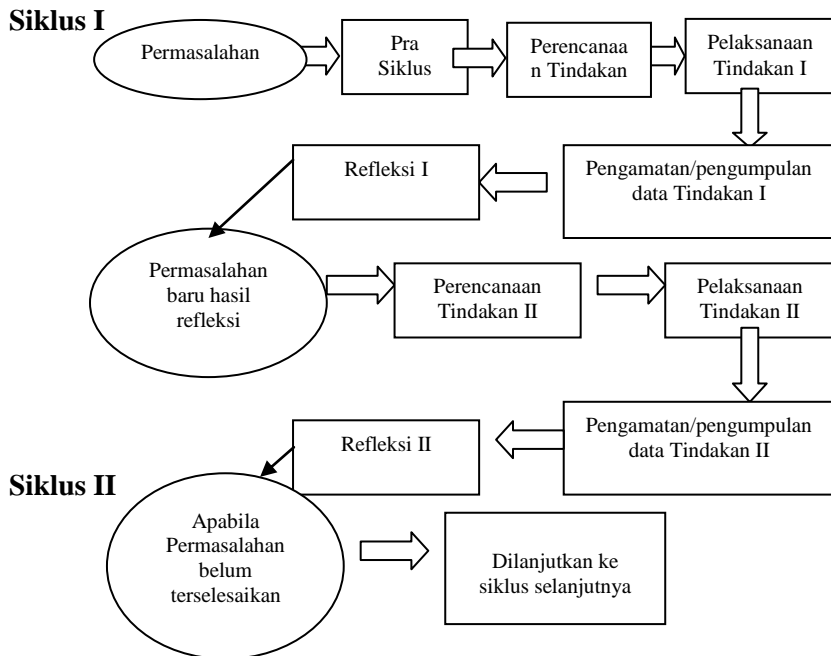 Siklus I
Permasalahan
Pra
Siklus
Perencanaa
n Tindakan
Pelaksanaan
Tindakan I
Refleksi I
Pengamatan/pengumpulan
data Tindakan I
Permasalahan
baru hasil
refleksi
Perencanaan
Tindakan II
Pelaksanaan
Tindakan II
Refleksi II
Pengamatan/pengumpulan
data Tindakan II
Siklus II
Apabila
Permasalahan
belum
terselesaikan
Dilanjutkan ke
siklus selanjutnya